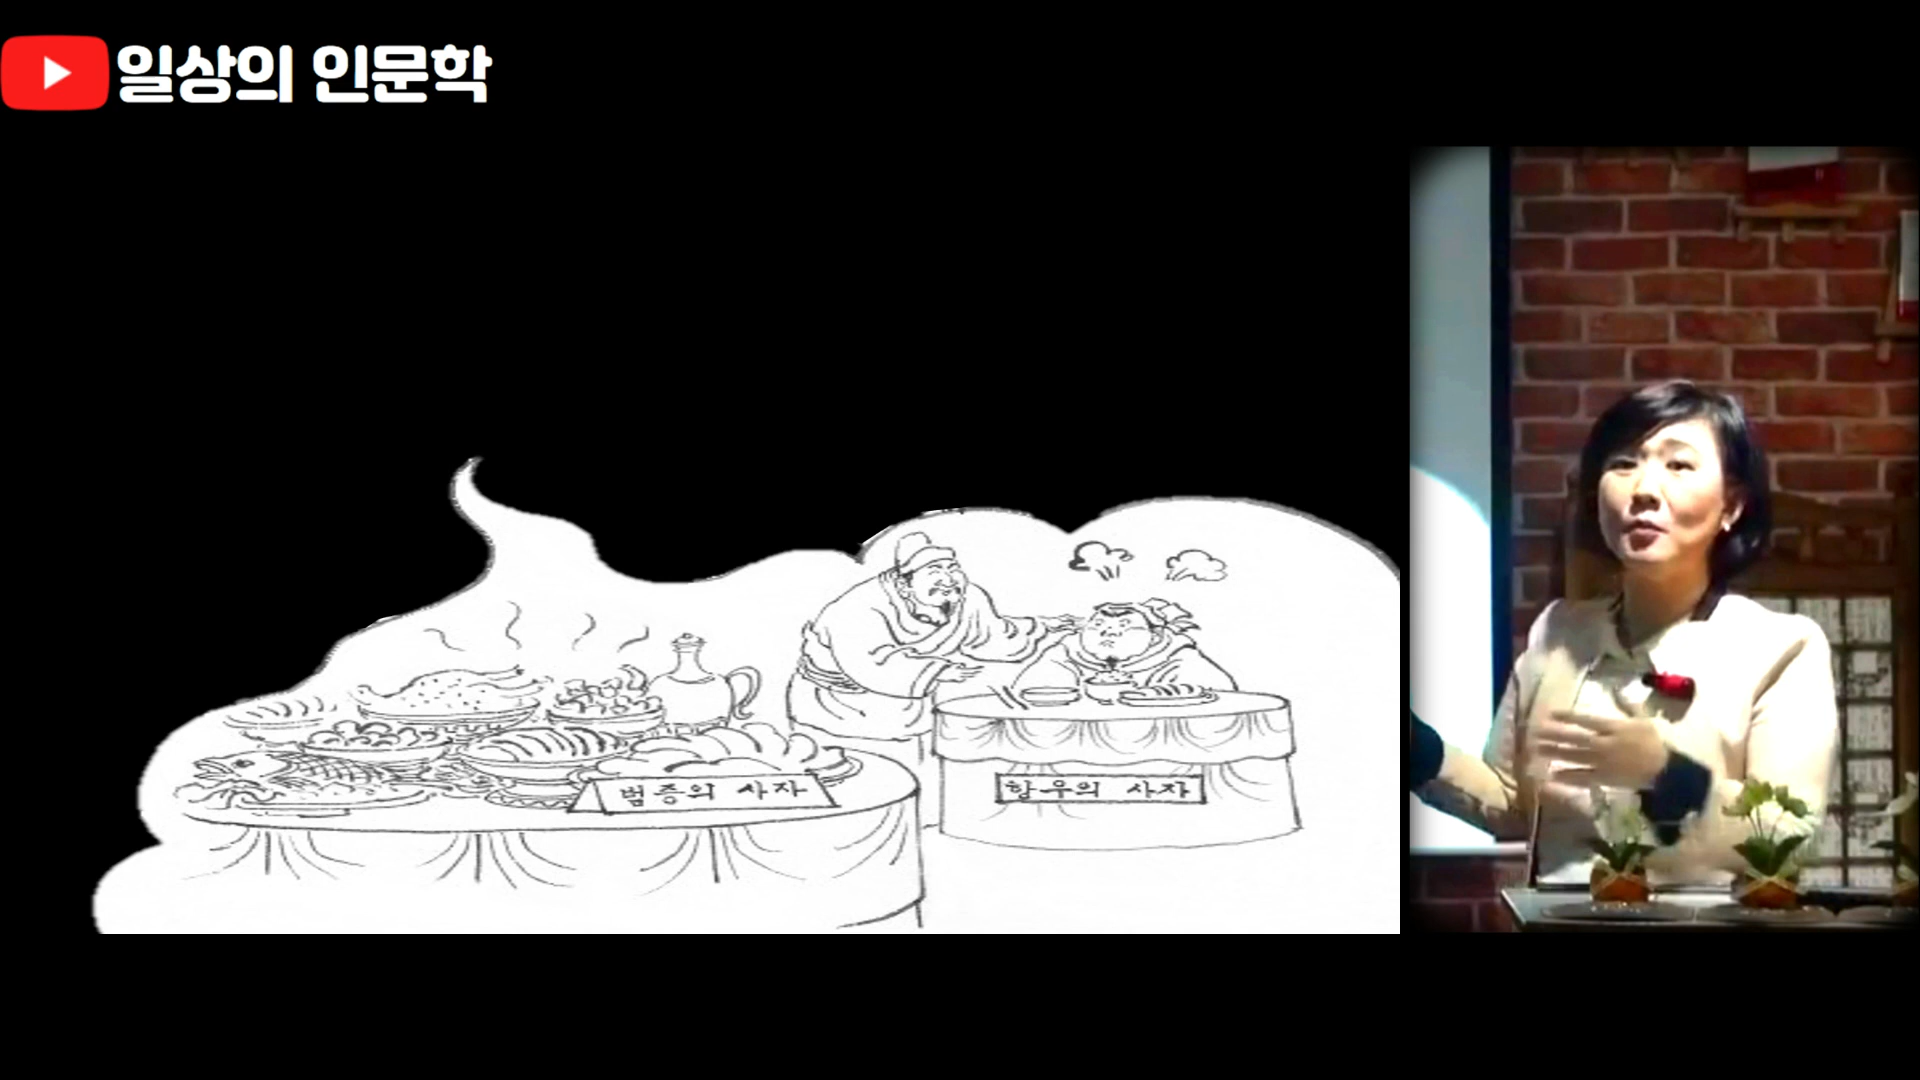 일상의 인문학
범증의 사자
항우의 사자